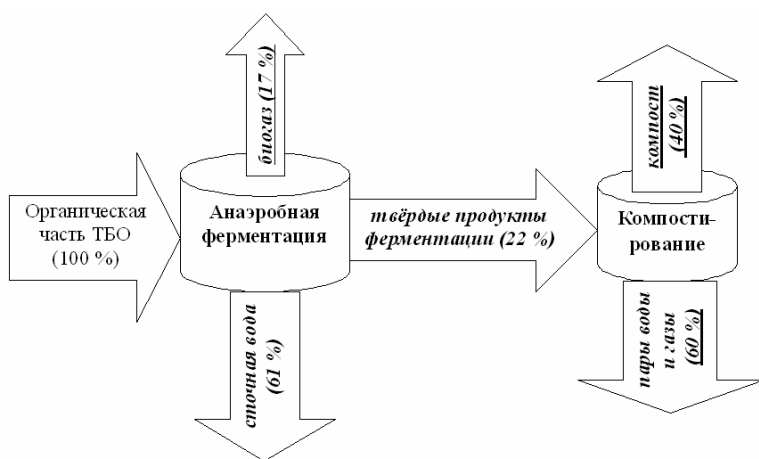 Органическая
часть ТБО
(100 %)
биогаз (17 %)
Анаэробная
ферментация
сточная вода
(61 %)
твёрдые продукты
ферментации (22 %)
компост
(40 %)
Компости-
рование
пары воды
и газы
(60 %)